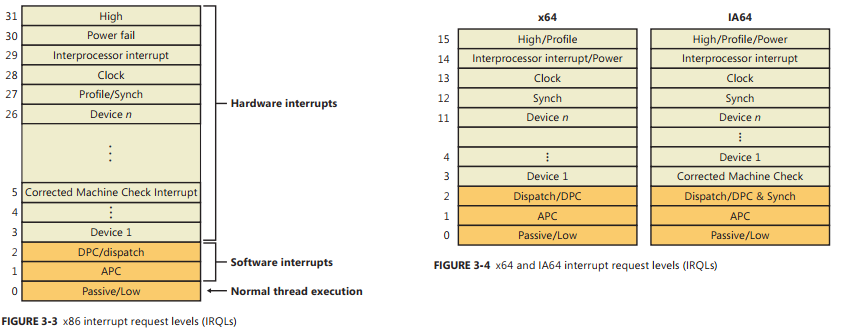 31 High
30 Power fail
29 Interprocessor interrupt
28 Clock
27 Profile/Synch
26 Device n
⋮
5 Corrected Machine Check Interrupt
4 ⋮
3 Device 1
2 DPC/dispatch
1 APC
0 Passive/Low
Hardware interrupts
Software interrupts
Normal thread execution
FIGURE 3-3 x86 interrupt request levels (IRQLs)
x64 IA64
15 High/Profile High/Profile/Power
14 Interprocessor interrupt/Power Interprocessor interrupt
13 Clock Clock
12 Synch Synch
11 Device n Device n
⋮
4 ⋮ Device 1
3 Device 1 Corrected Machine Check
2 Dispatch/DPC Dispatch/DPC & Synch
1 APC APC
0 Passive/Low Passive/Low
FIGURE 3-4 x64 and IA64 interrupt request levels (IRQLs)